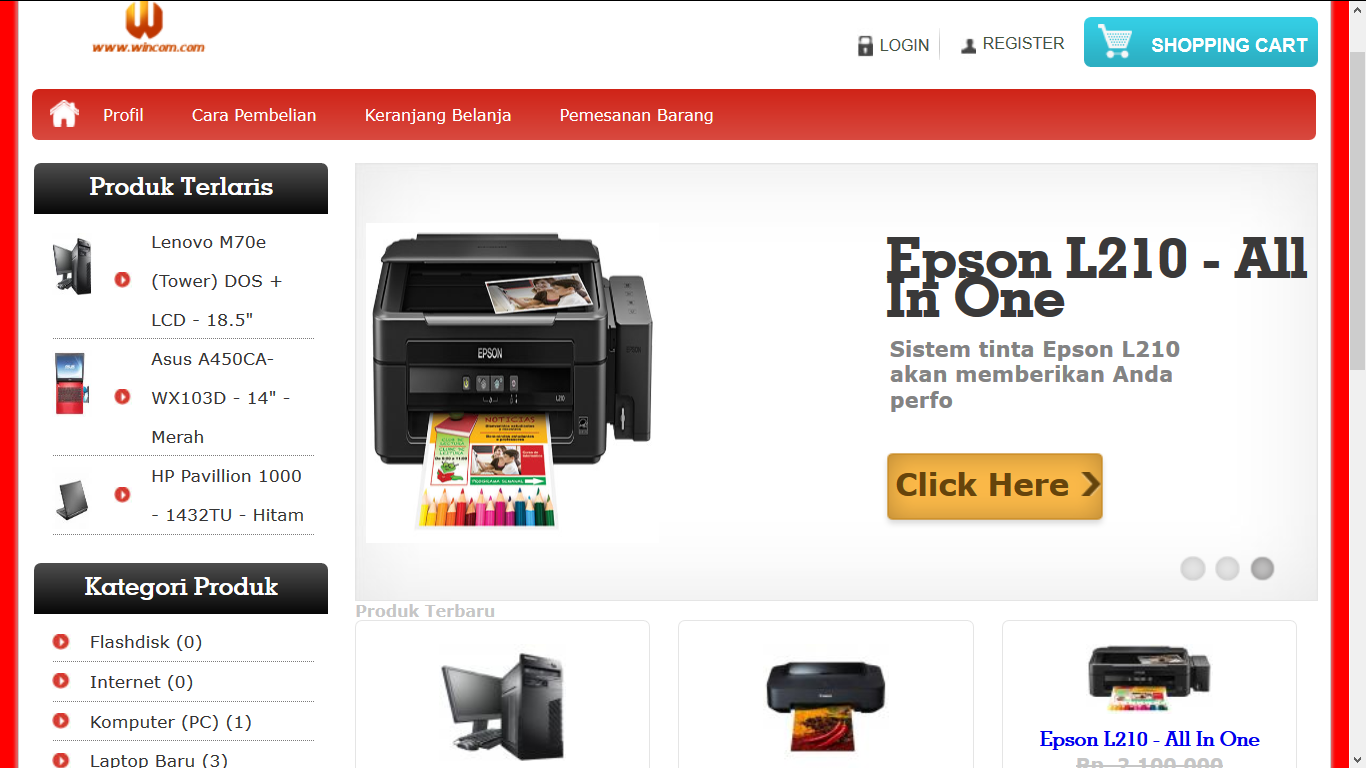 www.wincom.com
LOGIN
REGISTER
SHOPPING CART
Profil
Cara Pembelian
Keranjang Belanja
Pemesanan Barang
Produk Terlaris
Lenovo M70e
(Tower) DOS +
LCD - 18.5"
Asus A450CA-
WX103D - 14" -
Merah
HP Pavillion 1000
- 1432TU - Hitam
Kategori Produk
Flashdisk (0)
Internet (0)
Komputer (PC) (1)
Laptop Baru (3)
EPSON
L210
NOTICIAS
Epson L210 - All
In One
Sistem tinta Epson L210
akan memberikan Anda
perfo
Click Here
Produk Terbaru
Epson L210 - All In One
Rp. 2.100.000